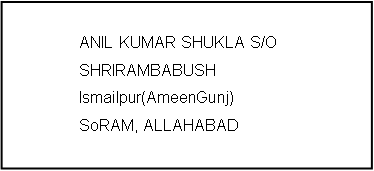 ANIL KUMAR SHUKLA S/O
SHRIRAMBABUSH
Ismailpur(AmeenGunj)
SoRAM, ALLAHABAD